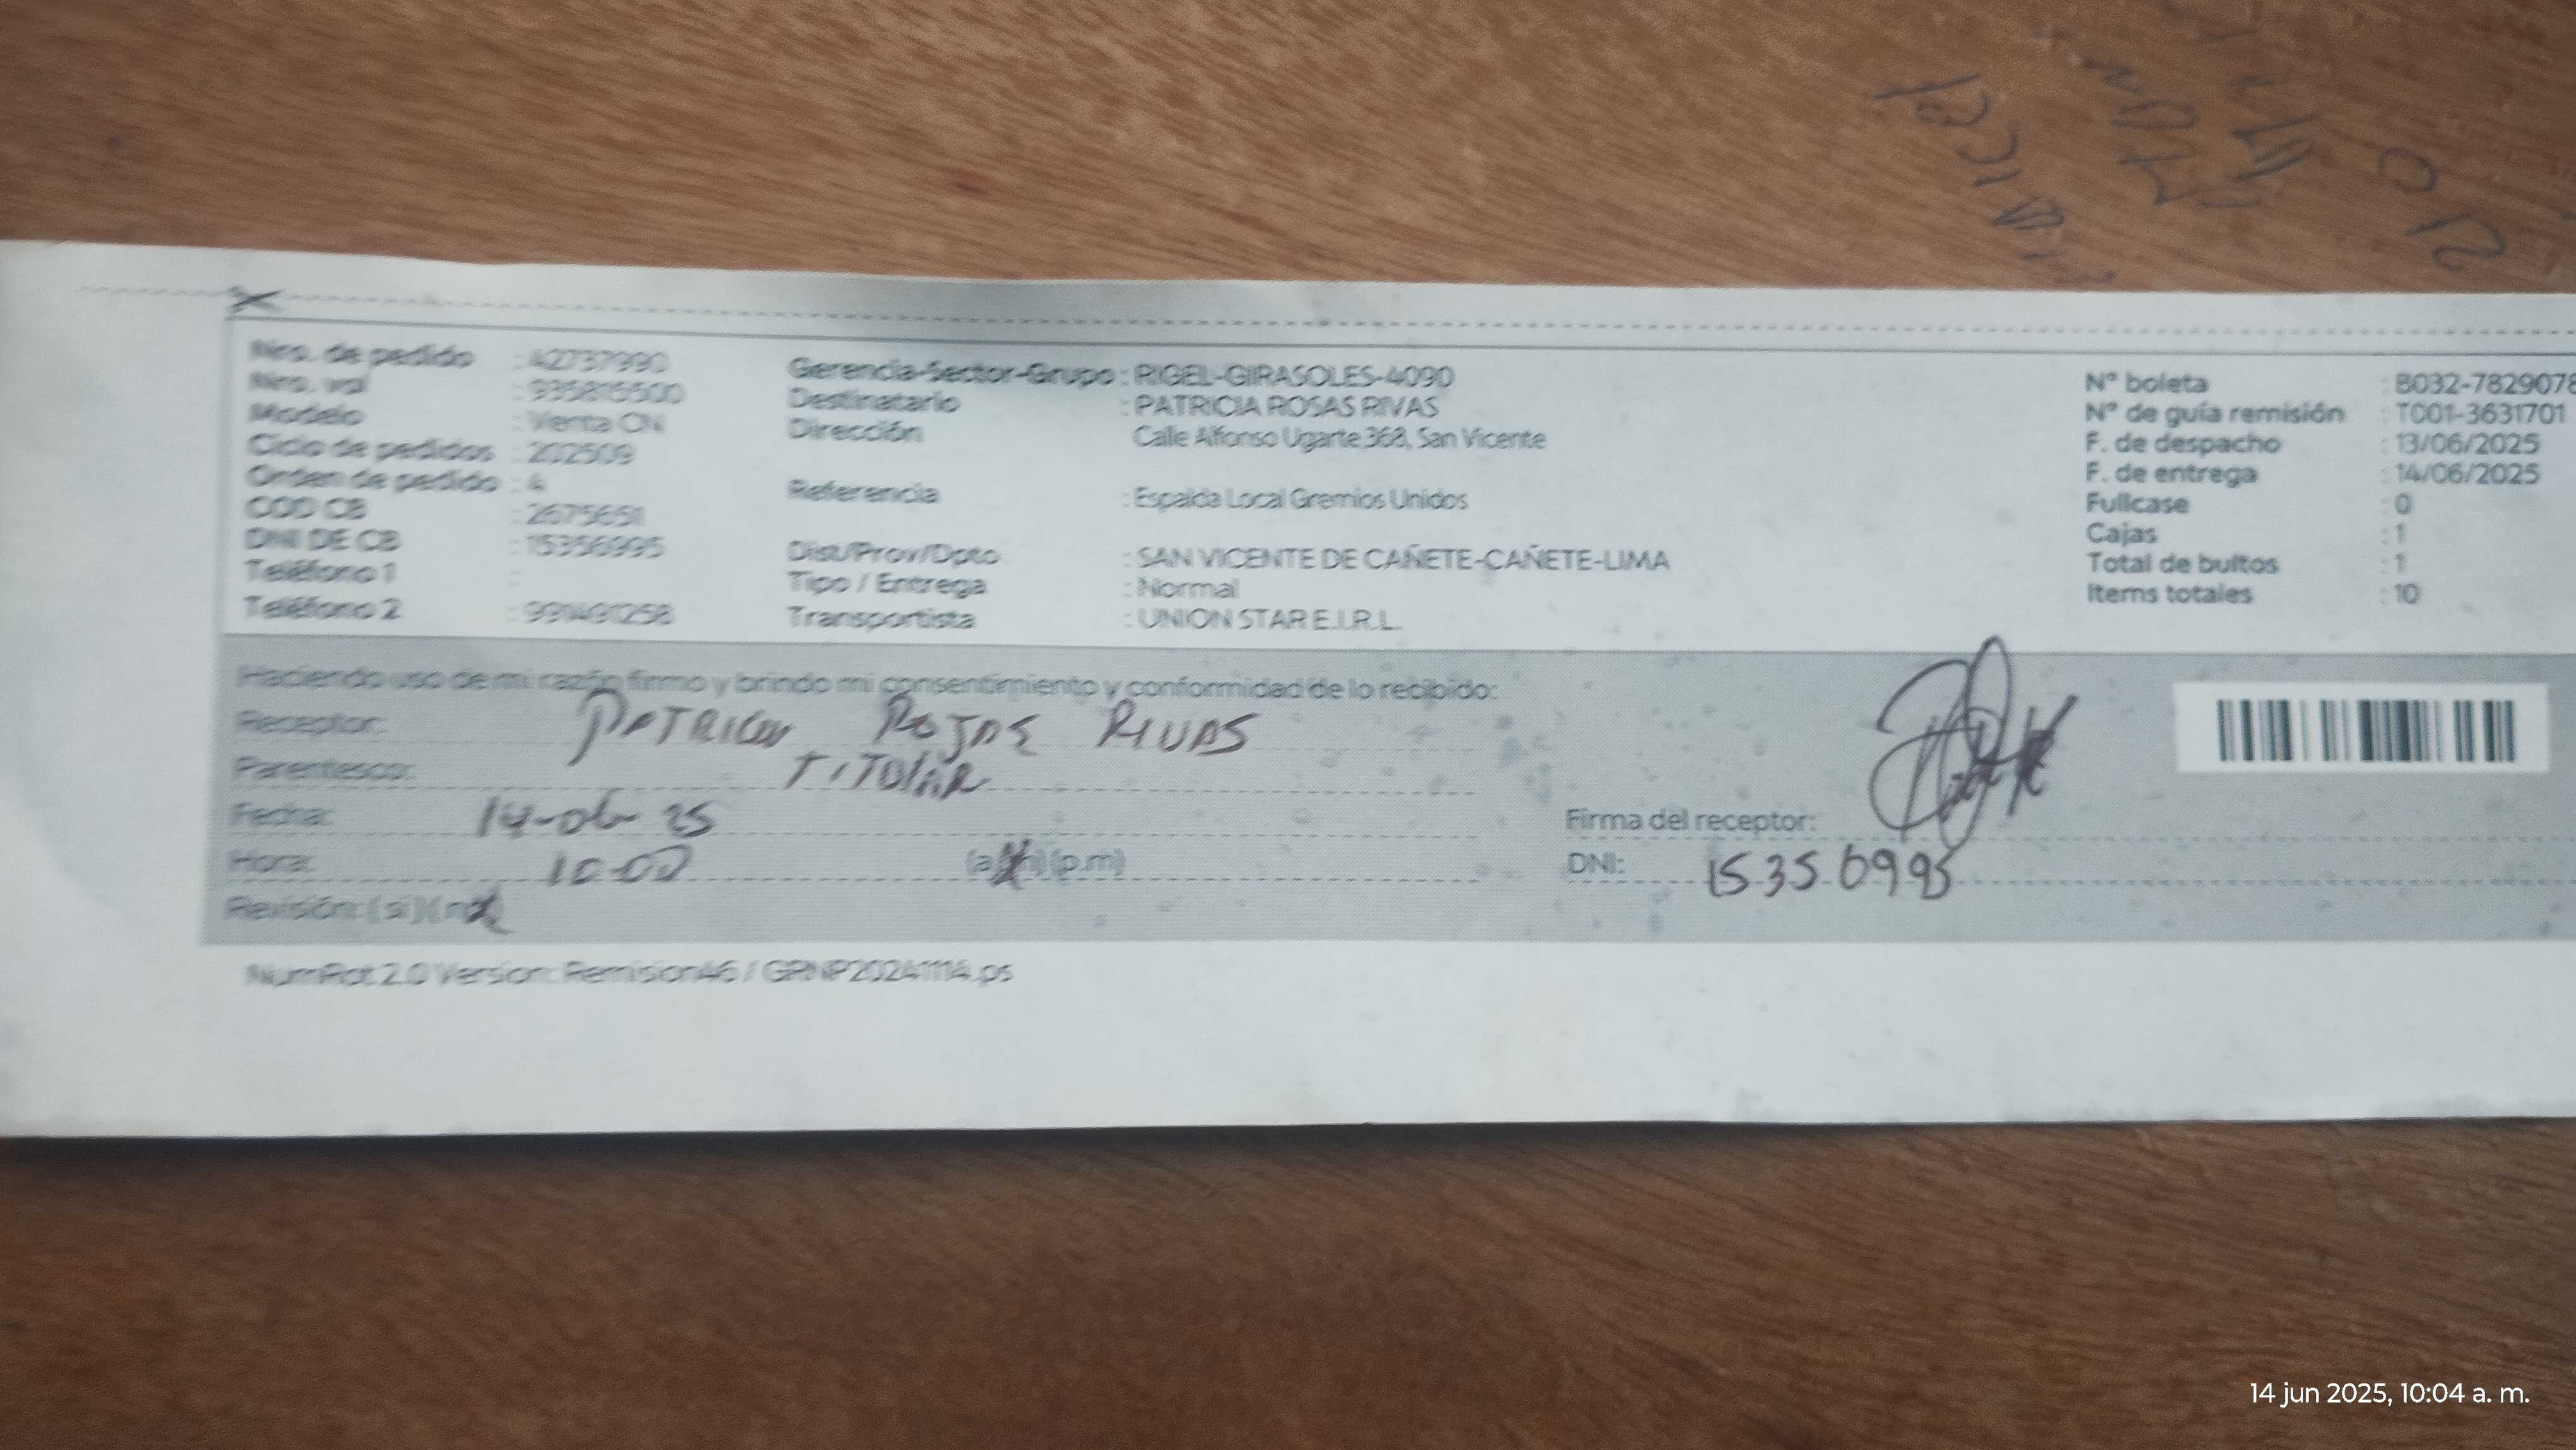 Nro. de pedido : 42737990
Nro. vol : 935815500
Modelo : Venta CN
Ciclo de pedidos : 202509
Orden de pedido : 4
COD CB : 2675651
DNI DE CB : 15356995
Teléfono 1 :
Teléfono 2 : 991491258
Gerencia-Sector-Grupo : RIGEL-GIRASOLES-4090
Destinatario : PATRICIA ROSAS RIVAS
Dirección Calle Alfonso Ugarte 368, San Vicente
Referencia : Espalda Local Gremios Unidos
Dist/Prov/Dpto : SAN VICENTE DE CAÑETE-CAÑETE-LIMA
Tipo / Entrega : Normal
Transportista : UNION STAR E.I.R.L.
N° boleta : B032-7829078
N° de guía remisión : T001-3631701
F. de despacho : 13/06/2025
F. de entrega : 14/06/2025
Fullcase : 0
Cajas : 1
Total de bultos : 1
Items totales : 10
Haciendo uso de mi razón firmo y brindo mi consentimiento y conformidad de lo recibido:
Receptor: PATRICIA ROSAS RIVAS
Parentesco: TITULAR
Fecha: 14-06-25
Hora: 10-00 (a.m) (p.m)
Revisión: (si) (no)
Firma del receptor:
DNI: 15350995
NumRot 2.0 Version: Remision46 / GRNP20241114.ps
14 jun 2025, 10:04 a. m.